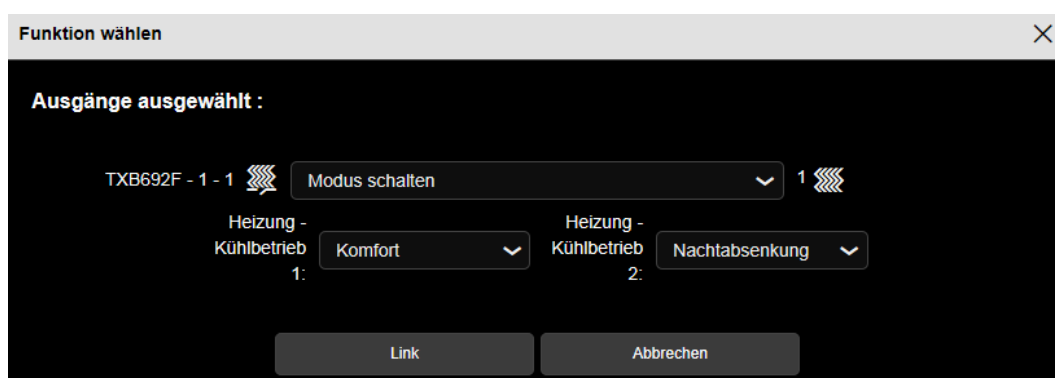 Funktion wählen
Ausgänge ausgewählt :
TXB692F - 1 - 1 Modus schalten 1
Heizung -
Kühlbetrieb
1:
Komfort
Heizung -
Kühlbetrieb
2:
Nachtabsenkung
Link
Abbrechen